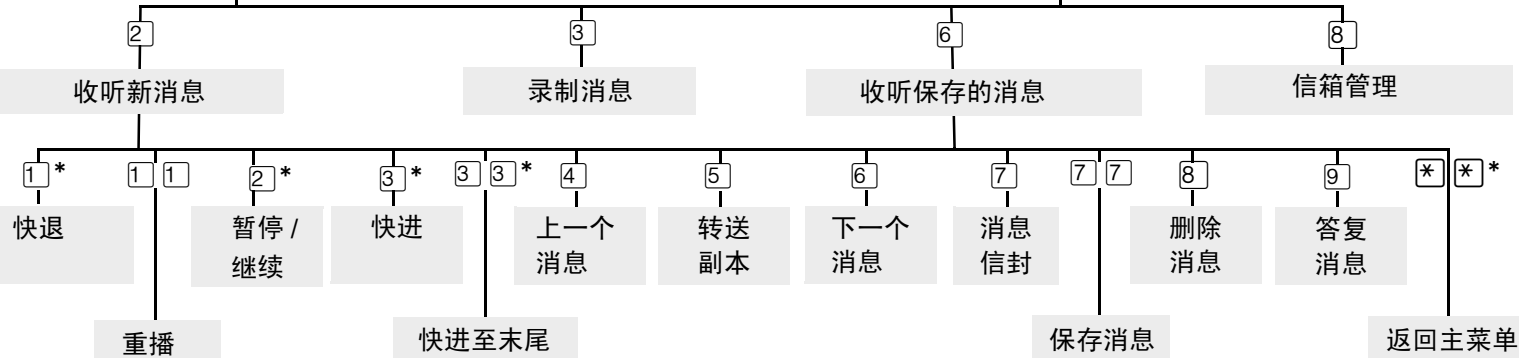 2 3 6 8
收听新消息 录制消息 收听保存的消息 信箱管理
1* 1 1 2* 3* 3 3* 4 5 6 7 7 7 8 9 * **
快退 暂停 / 快进 上一个 转送 下一个 消息 删除 答复
继续 消息 副本 消息 信封 消息 消息
重播 快进至末尾 保存消息 返回主菜单